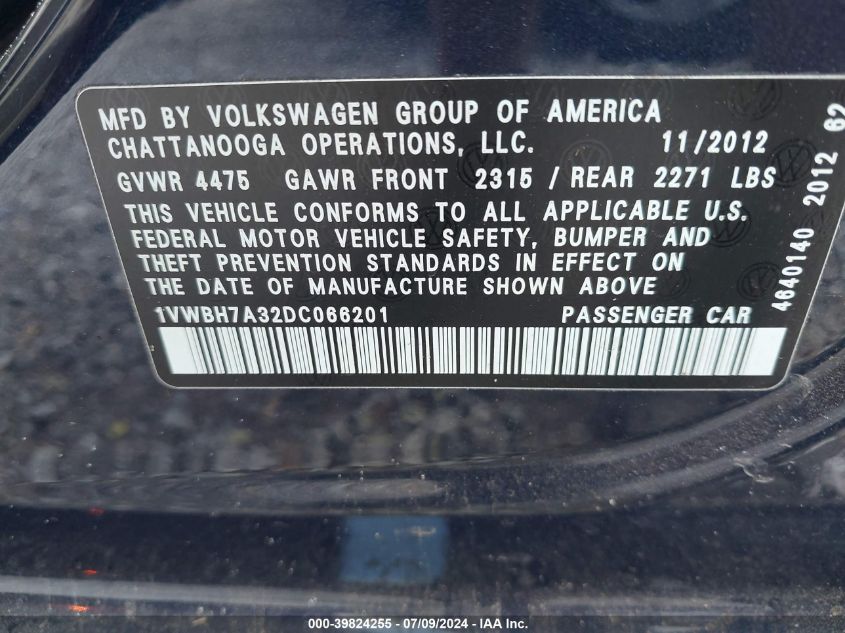 MFD BY VOLKSWAGEN GROUP OF AMERICA
CHATTANOOGA OPERATIONS, LLC. 11/2012
GVWR 4475 GAWR FRONT 2315 / REAR 2271 LBS
THIS VEHICLE CONFORMS TO ALL APPLICABLE U.S.
FEDERAL MOTOR VEHICLE SAFETY, BUMPER AND
THEFT PREVENTION STANDARDS IN EFFECT ON
THE DATE OF MANUFACTURE SHOWN ABOVE
1VWBH7A32DC066201 PASSENGER CAR
4640140 2012 62
000-39824255 - 07/09/2024 - IAA Inc.